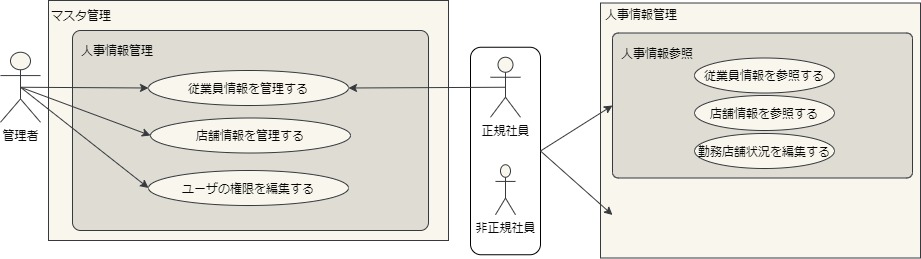 マスタ管理
人事情報管理
従業員情報を管理する
店舗情報を管理する
ユーザの権限を編集する
管理者
正規社員
非正規社員
人事情報管理
人事情報参照
従業員情報を参照する
店舗情報を参照する
勤務店舗状況を編集する